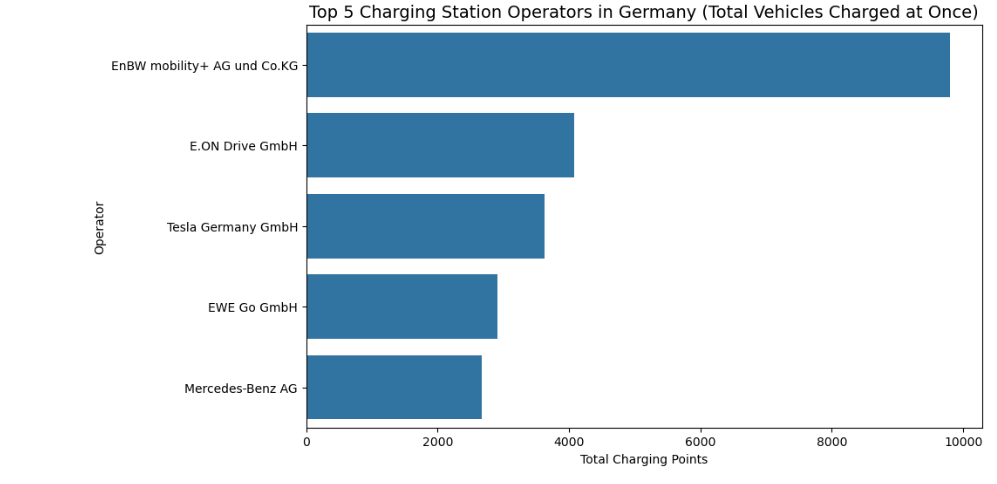 Top 5 Charging Station Operators in Germany (Total Vehicles Charged at Once)
Operator
EnBW mobility+ AG und Co.KG
E.ON Drive GmbH
Tesla Germany GmbH
EWE Go GmbH
Mercedes-Benz AG
0 2000 4000 6000 8000 10000
Total Charging Points